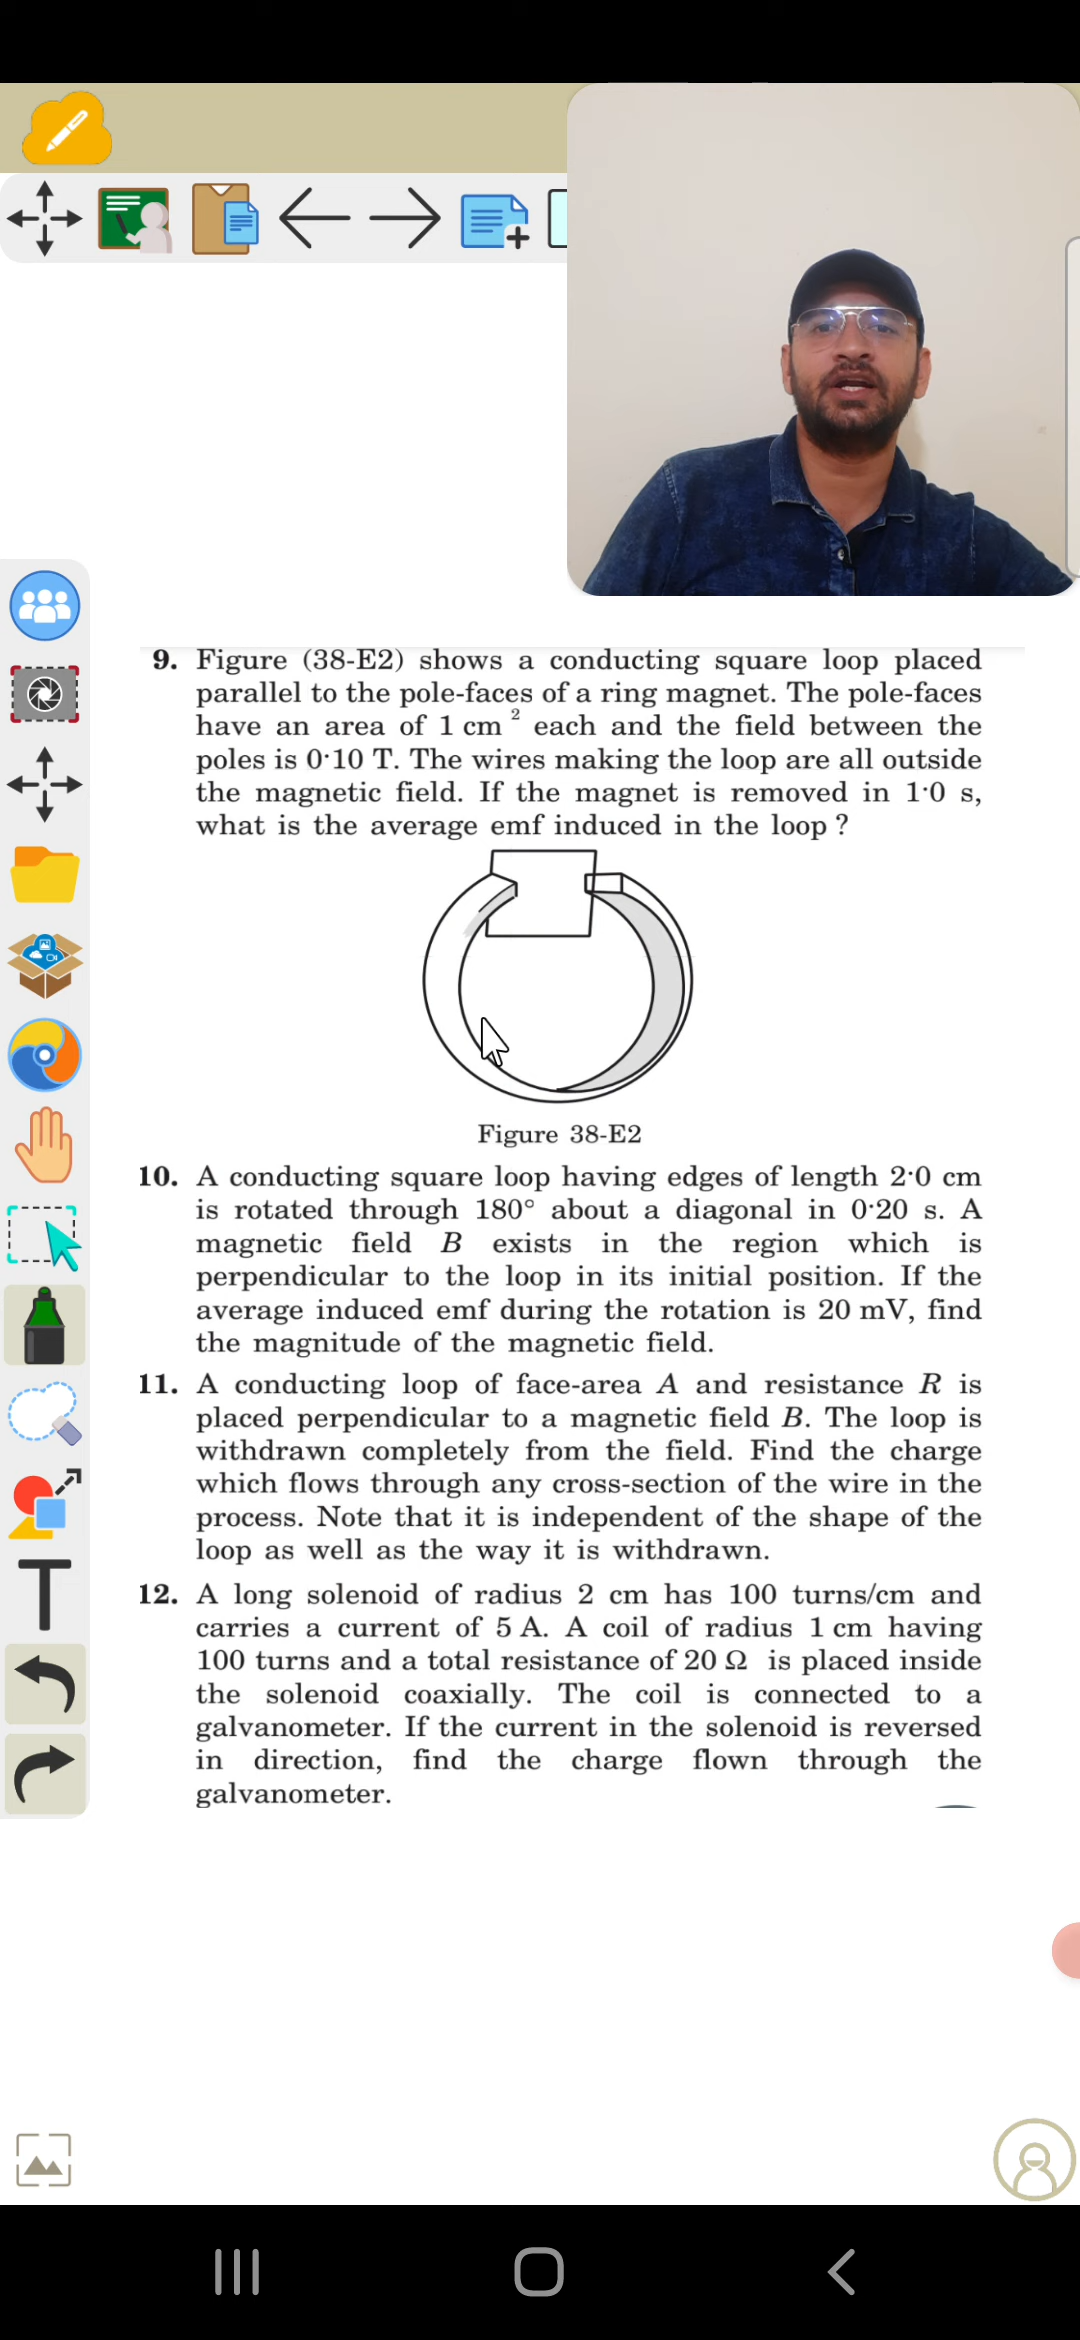 9. Figure (38-E2) shows a conducting square loop placed
parallel to the pole-faces of a ring magnet. The pole-faces
have an area of 1 cm² each and the field between the
poles is 0·10 T. The wires making the loop are all outside
the magnetic field. If the magnet is removed in 1·0 s,
what is the average emf induced in the loop ?
Figure 38-E2
10. A conducting square loop having edges of length 2·0 cm
is rotated through 180° about a diagonal in 0·20 s. A
magnetic field B exists in the region which is
perpendicular to the loop in its initial position. If the
average induced emf during the rotation is 20 mV, find
the magnitude of the magnetic field.
11. A conducting loop of face-area A and resistance R is
placed perpendicular to a magnetic field B. The loop is
withdrawn completely from the field. Find the charge
which flows through any cross-section of the wire in the
process. Note that it is independent of the shape of the
loop as well as the way it is withdrawn.
12. A long solenoid of radius 2 cm has 100 turns/cm and
carries a current of 5 A. A coil of radius 1 cm having
100 turns and a total resistance of 20 Ω is placed inside
the solenoid coaxially. The coil is connected to a
galvanometer. If the current in the solenoid is reversed
in direction, find the charge flown through the
galvanometer.
T